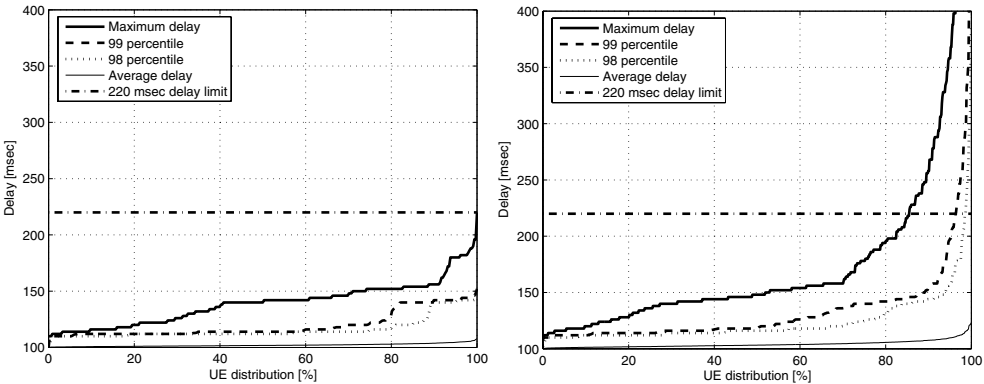 400
350
300
250
200
150
100
Delay [msec]
0
20
40
60
80
100
UE distribution [%]
Maximum delay
99 percentile
98 percentile
Average delay
220 msec delay limit
400
350
300
250
200
150
100
Delay [msec]
0
20
40
60
80
100
UE distribution [%]
Maximum delay
99 percentile
98 percentile
Average delay
220 msec delay limit